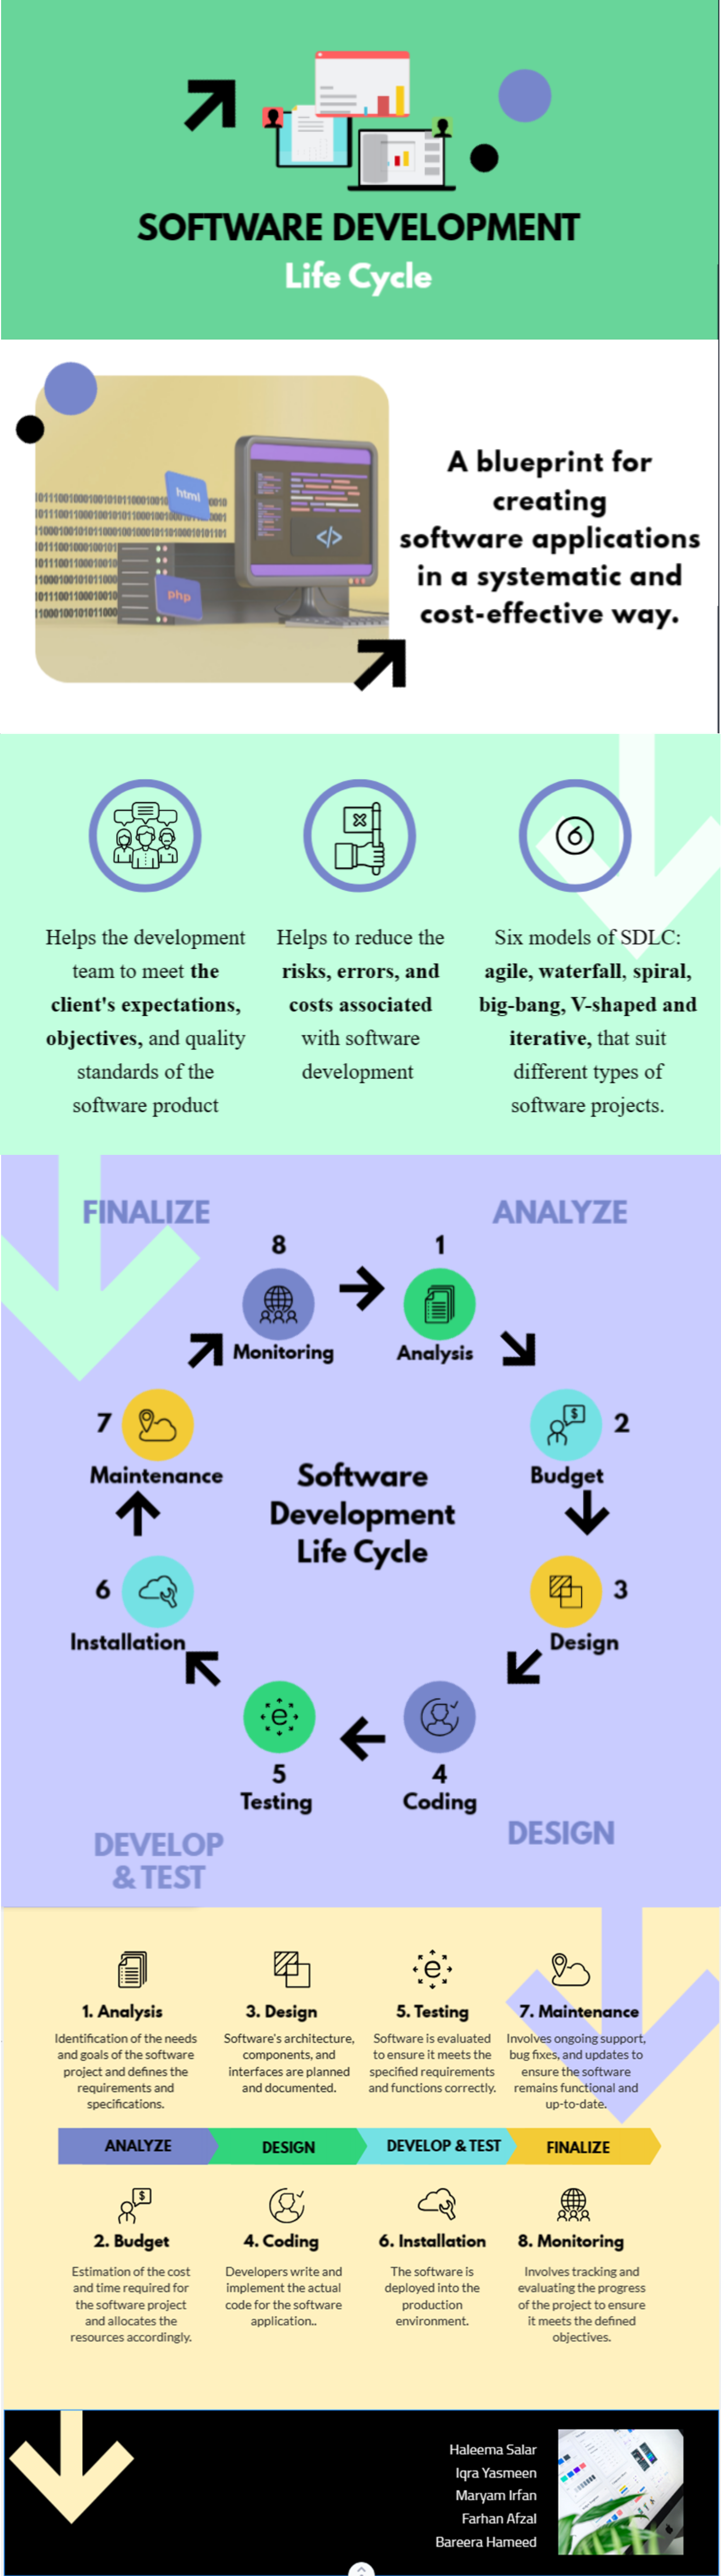 SOFTWARE DEVELOPMENT
Life Cycle
html
php
</>
A blueprint for
creating
software applications
in a systematic and
cost-effective way.
6
Helps the development
team to meet the
client's expectations,
objectives, and quality
standards of the
software product
Helps to reduce the
risks, errors, and
costs associated
with software
development
Six models of SDLC:
agile, waterfall, spiral,
big-bang, V-shaped and
iterative, that suit
different types of
software projects.
FINALIZE
ANALYZE
8
Monitoring
1
Analysis
7
Maintenance
2
Budget
Software
Development
Life Cycle
6
Installation
3
Design
e
5
Testing
4
Coding
DEVELOP
& TEST
DESIGN
1. Analysis
Identification of the needs
and goals of the software
project and defines the
requirements and
specifications.
3. Design
Software's architecture,
components, and
interfaces are planned
and documented.
e
5. Testing
Software is evaluated
to ensure it meets the
specified requirements
and functions correctly.
7. Maintenance
Involves ongoing support,
bug fixes, and updates to
ensure the software
remains functional and
up-to-date.
ANALYZE
DESIGN
DEVELOP & TEST
FINALIZE
2. Budget
Estimation of the cost
and time required for
the software project
and allocates the
resources accordingly.
4. Coding
Developers write and
implement the actual
code for the software
application..
6. Installation
The software is
deployed into the
production
environment.
8. Monitoring
Involves tracking and
evaluating the progress
of the project to ensure
it meets the defined
objectives.
Haleema Salar
Iqra Yasmeen
Maryam Irfan
Farhan Afzal
Bareera Hameed